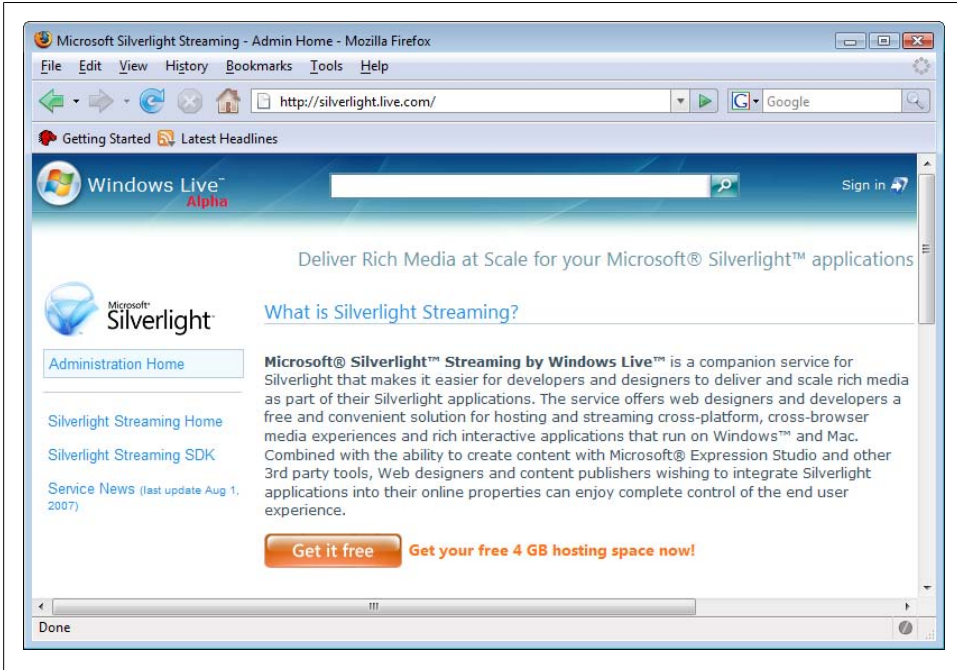 Microsoft Silverlight Streaming - Admin Home - Mozilla Firefox
File Edit View History Bookmarks Tools Help
http://silverlight.live.com/
G Google
Getting Started Latest Headlines
Windows Live™
Alpha
Sign in
Deliver Rich Media at Scale for your Microsoft® Silverlight™ applications
Microsoft®
Silverlight™
What is Silverlight Streaming?
Administration Home
Silverlight Streaming Home
Silverlight Streaming SDK
Service News (last update Aug 1,
2007)
Microsoft® Silverlight™ Streaming by Windows Live™ is a companion service for
Silverlight that makes it easier for developers and designers to deliver and scale rich media
as part of their Silverlight applications. The service offers web designers and developers a
free and convenient solution for hosting and streaming cross-platform, cross-browser
media experiences and rich interactive applications that run on Windows™ and Mac.
Combined with the ability to create content with Microsoft® Expression Studio and other
3rd party tools, Web designers and content publishers wishing to integrate Silverlight
applications into their online properties can enjoy complete control of the end user
experience.
Get it free Get your free 4 GB hosting space now!
Done